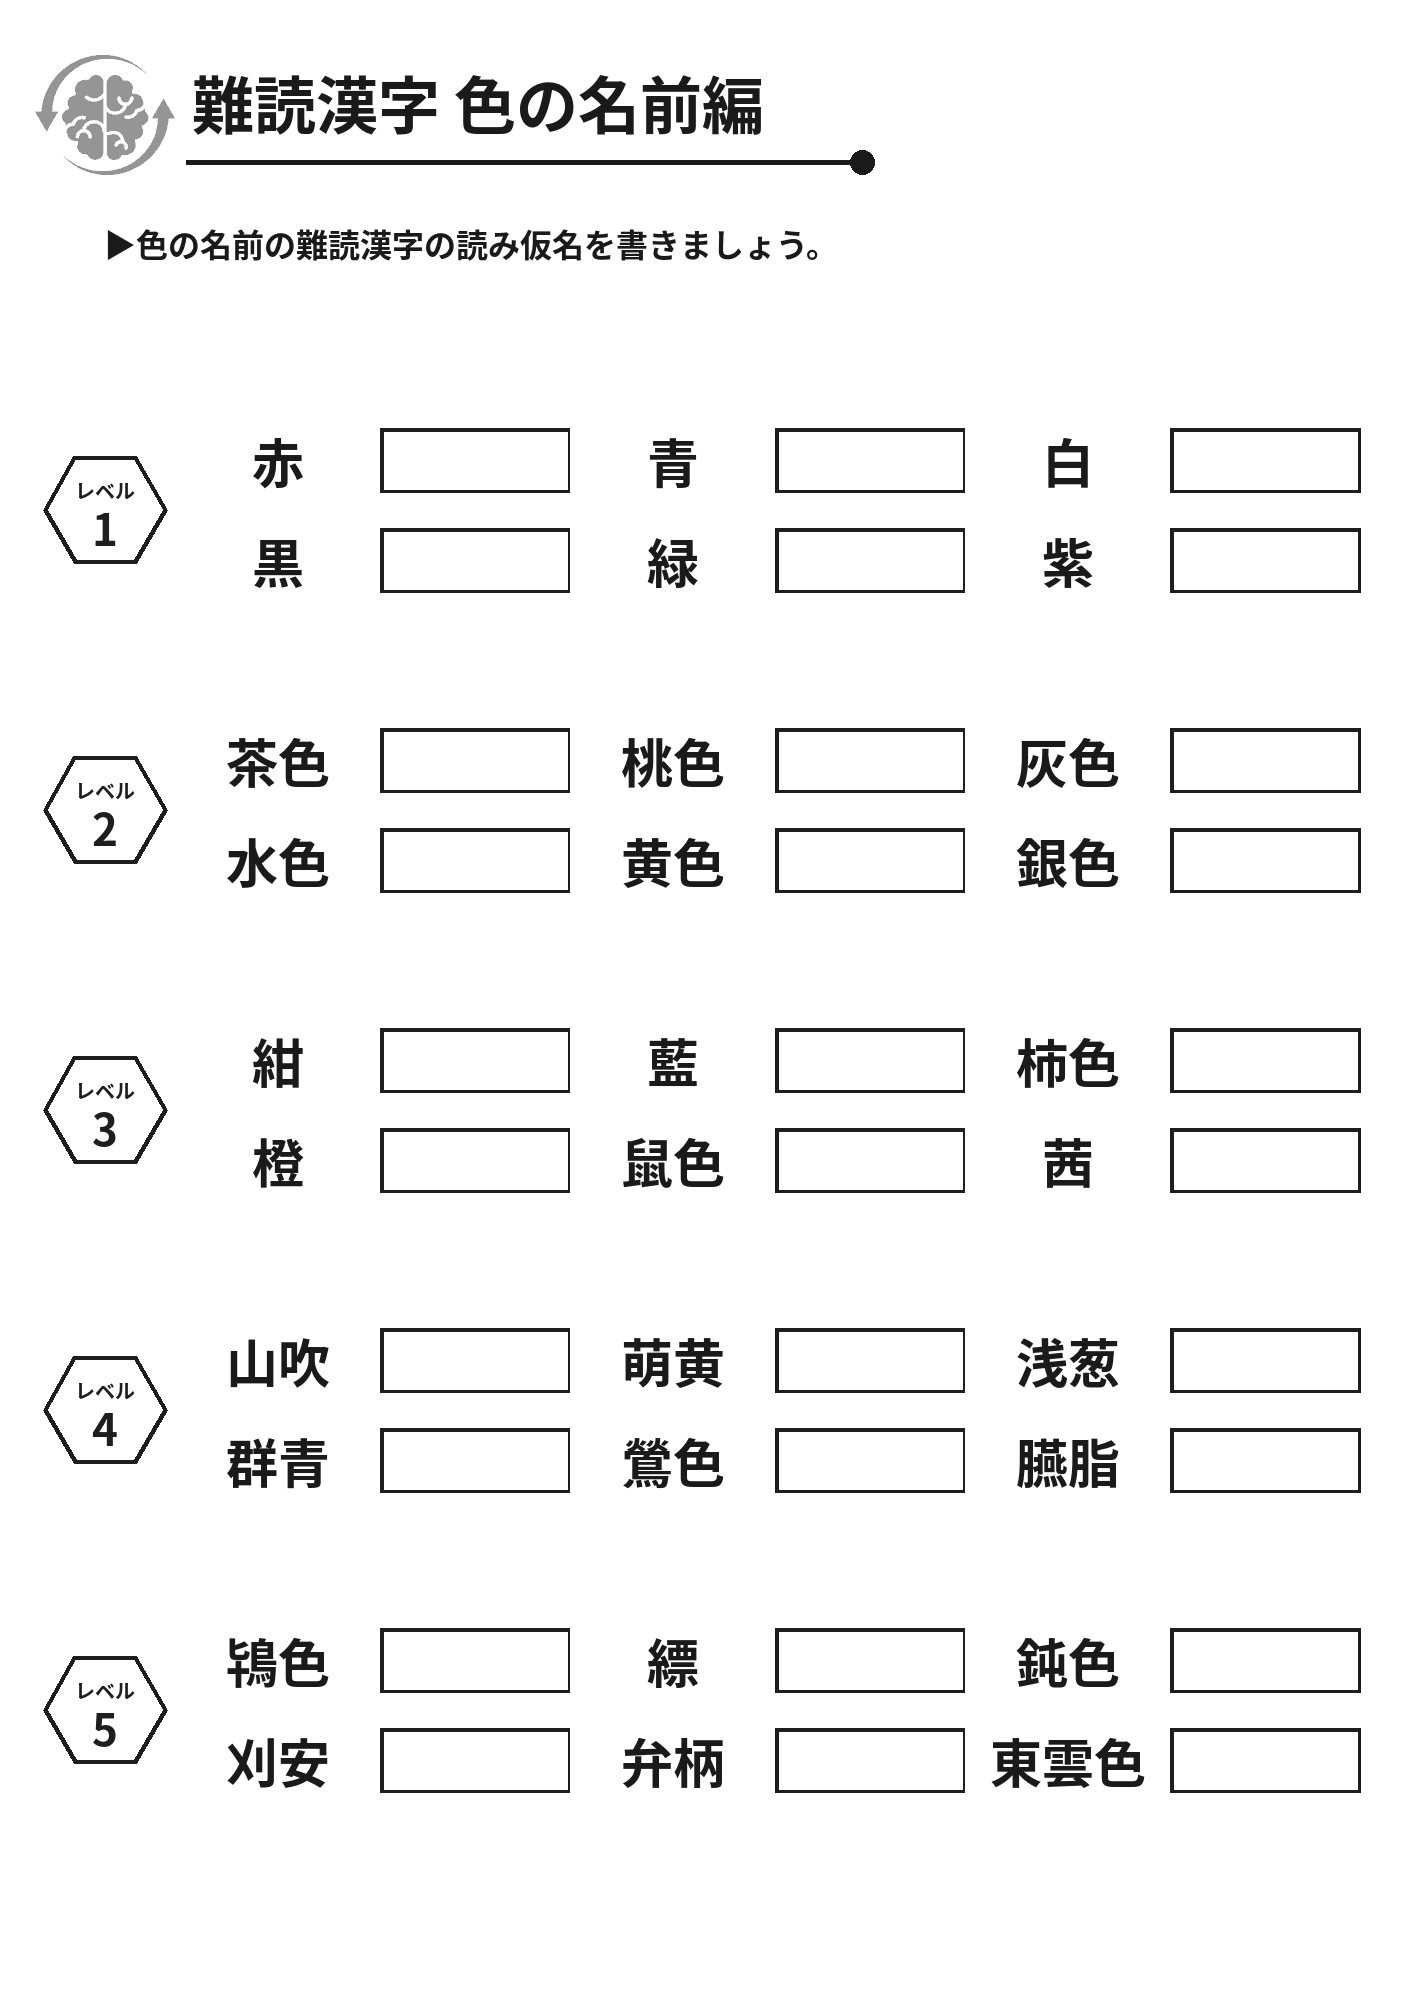 難読漢字 色の名前編
▶色の名前の難読漢字の読み仮名を書きましょう。
レベル
1
赤 青 白
黒 緑 紫
レベル
2
茶色 桃色 灰色
水色 黄色 銀色
レベル
3
紺 藍 柿色
橙 鼠色 茜
レベル
4
山吹 萌黄 浅葱
群青 鶯色 臙脂
レベル
5
鴇色 縹 鈍色
刈安 弁柄 東雲色